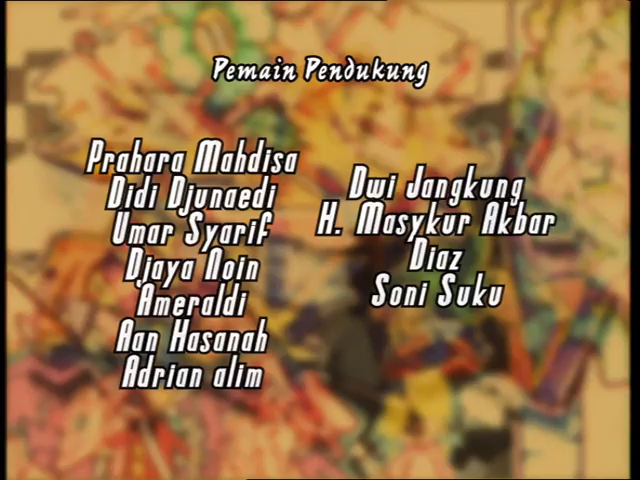 Pemain Pendukung
Prahara Mahdisa
Didi Djunaedi
Umar Syarif
Djaya Noin
Ameraldi
Aan Hasanah
Adrian alim
Dwi Jangkung
H. Masykur Akbar
Diaz
Soni Suku